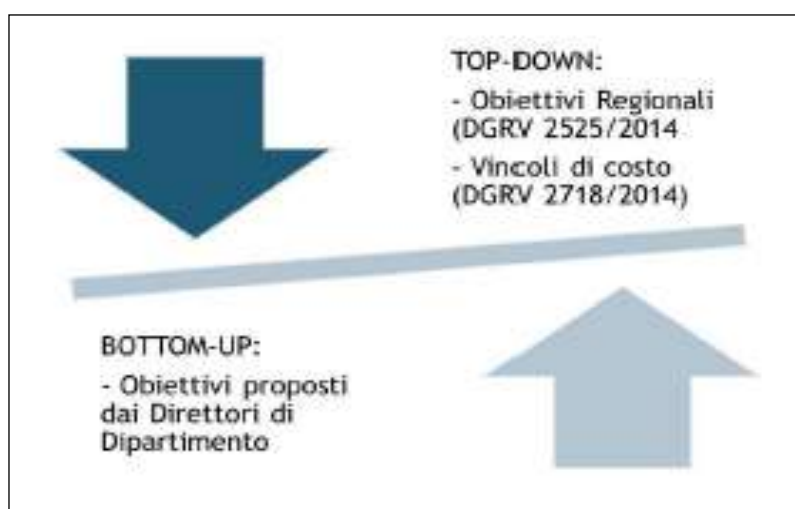 TOP-DOWN:
- Obiettivi Regionali
(DGRV 2525/2014
- Vincoli di costo
(DGRV 2718/2014)
BOTTOM-UP:
- Obiettivi proposti
dai Direttori di
Dipartimento